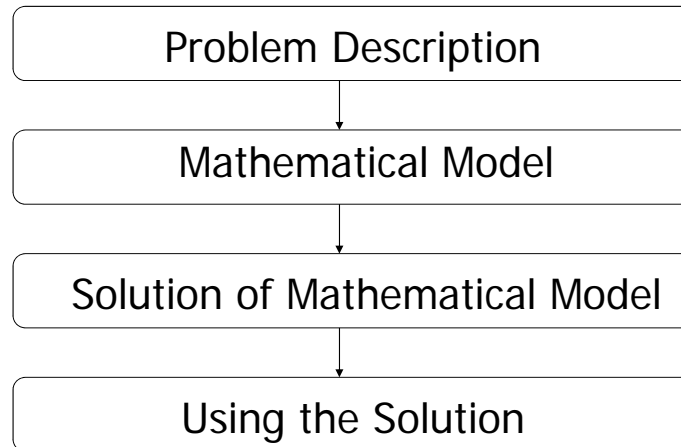 Problem Description
Mathematical Model
Solution of Mathematical Model
Using the Solution